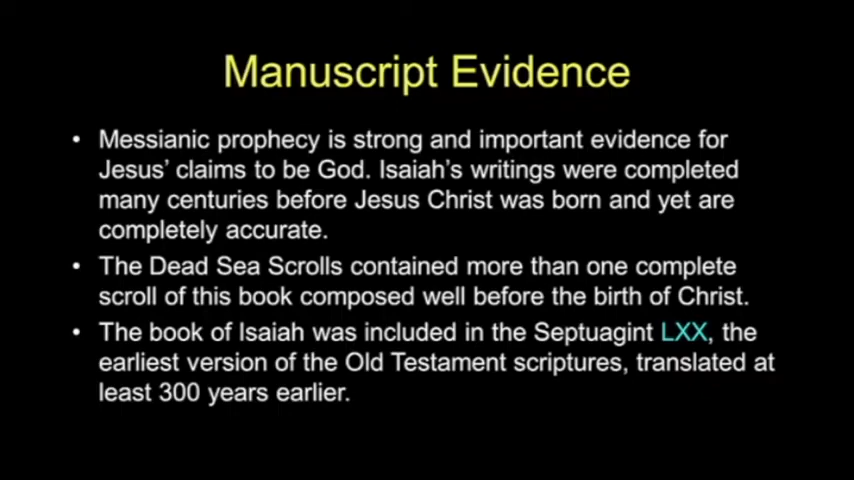 Manuscript Evidence
• Messianic prophecy is strong and important evidence for
Jesus’ claims to be God. Isaiah’s writings were completed
many centuries before Jesus Christ was born and yet are
completely accurate.
• The Dead Sea Scrolls contained more than one complete
scroll of this book composed well before the birth of Christ.
• The book of Isaiah was included in the Septuagint LXX, the
earliest version of the Old Testament scriptures, translated at
least 300 years earlier.